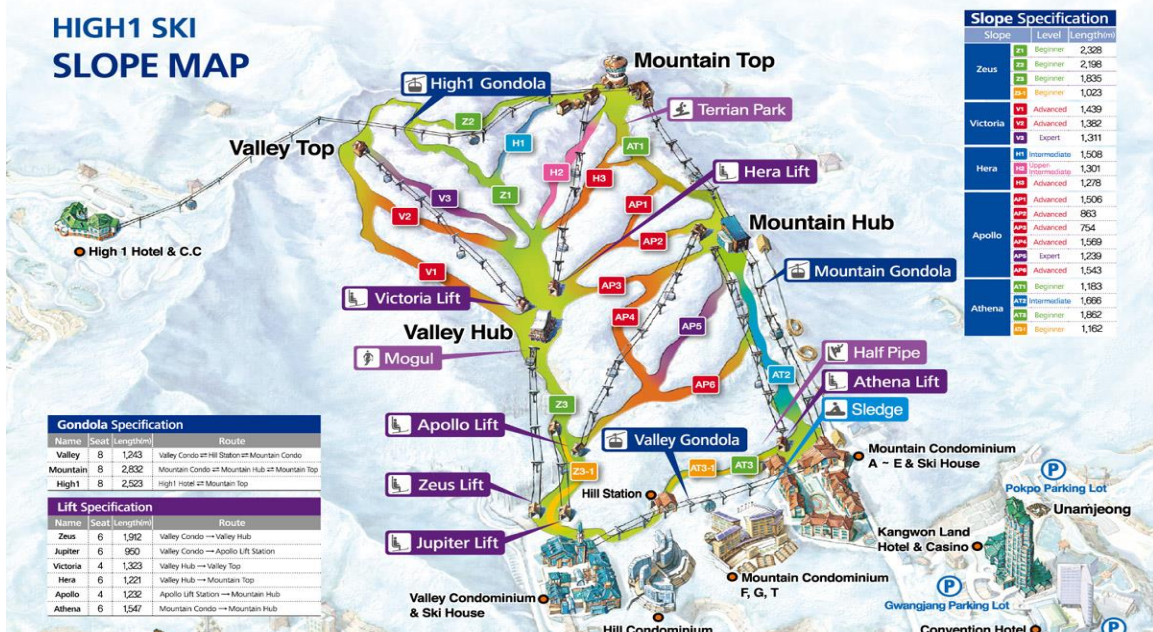 HIGH1 SKI
SLOPE MAP
Mountain Top
High1 Gondola
Terrian Park
Z2
H1
AT1
Valley Top
H2
H3
Hera Lift
V3
Z1
AP1
V2
Mountain Hub
AP2
High 1 Hotel & C.C
V1
Mountain Gondola
AP3
Victoria Lift
AP4
Valley Hub
AP5
Mogul
Half Pipe
AT2
Athena Lift
AP6
Z3
Sledge
Apollo Lift
Valley Gondola
Mountain Condominium
A ~ E & Ski House
AT3-1
AT3
Z3-1
Zeus Lift
Hill Station
P
Pokpo Parking Lot
Unamjeong
Kangwon Land
Hotel & Casino
Jupiter Lift
Mountain Condominium
F, G, T
P
Gwangjang Parking Lot
Valley Condominium
& Ski House
Hill Condominium
Convention Hotel
P
Slope Specification
Slope Level Length(m)
Zeus
Z1 Beginner 2,328
Z2 Beginner 2,198
Z3 Beginner 1,835
Z3-1 Beginner 1,023
Victoria
V1 Advanced 1,439
V2 Advanced 1,382
V3 Expert 1,311
Hera
H1 Intermediate 1,508
H2 Upper-Intermediate 1,301
H3 Advanced 1,278
Apollo
AP1 Advanced 1,506
AP2 Advanced 863
AP3 Advanced 754
AP4 Advanced 1,569
AP5 Expert 1,239
AP6 Advanced 1,543
Athena
AT1 Beginner 1,183
AT2 Intermediate 1,666
AT3 Beginner 1,862
AT3-1 Beginner 1,162
Gondola Specification
Name Seat Length(m) Route
Valley 8 1,243 Valley Condo ⇌ Hill Station ⇌ Mountain Condo
Mountain 8 2,832 Mountain Condo ⇌ Mountain Hub ⇌ Mountain Top
High1 8 2,523 High1 Hotel ⇌ Mountain Top
Lift Specification
Name Seat Length(m) Route
Zeus 6 1,912 Valley Condo → Valley Hub
Jupiter 6 950 Valley Condo → Apollo Lift Station
Victoria 4 1,323 Valley Hub → Valley Top
Hera 6 1,221 Valley Hub → Mountain Top
Apollo 4 1,232 Apollo Lift Station → Mountain Hub
Athena 6 1,547 Mountain Condo → Mountain Hub